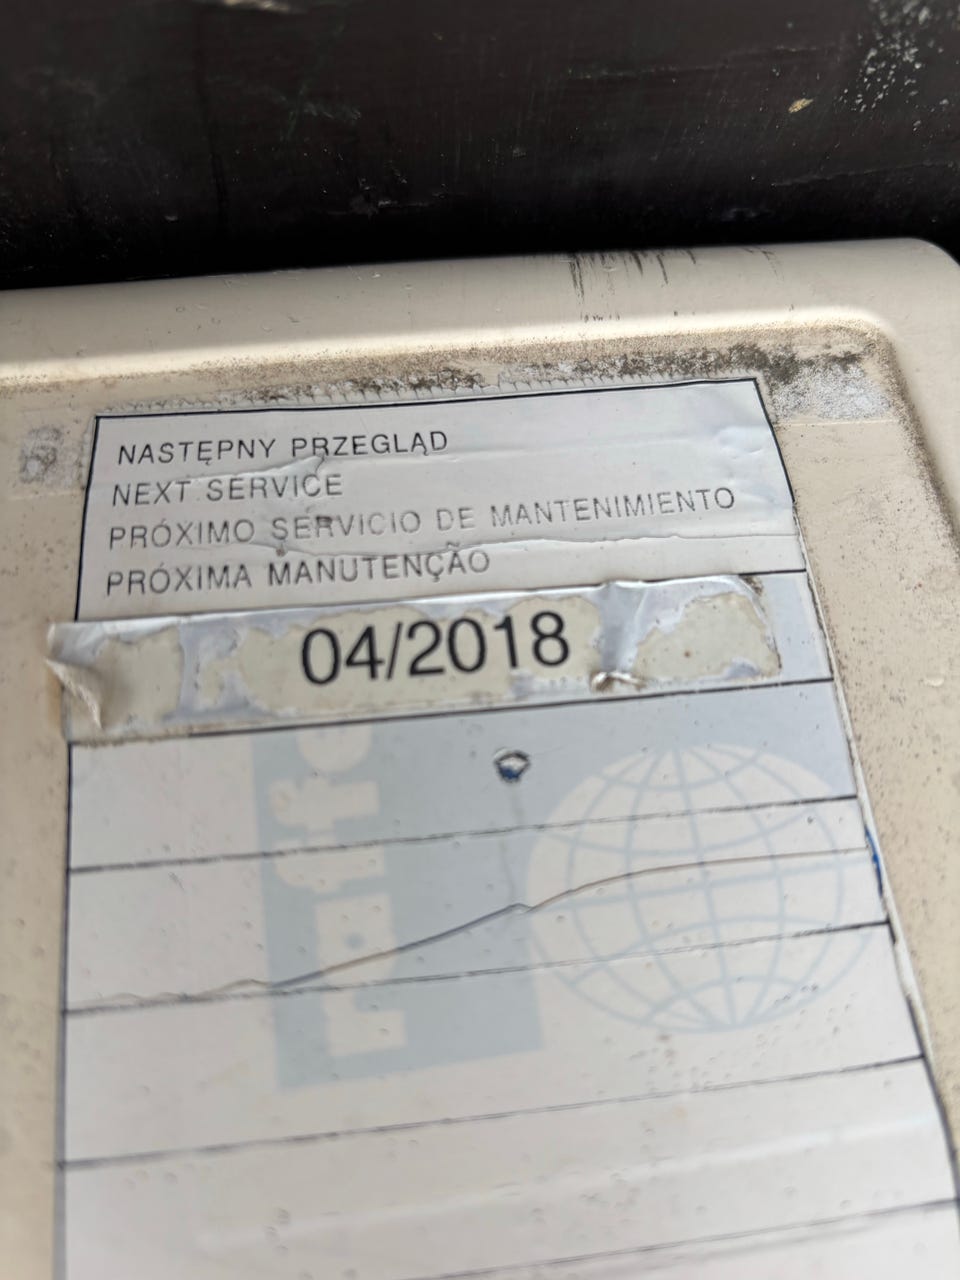 NASTĘPNY PRZEGLĄD
NEXT SERVICE
PRÓXIMO SERVICIO DE MANTENIMIENTO
PRÓXIMA MANUTENÇÃO
04/2018